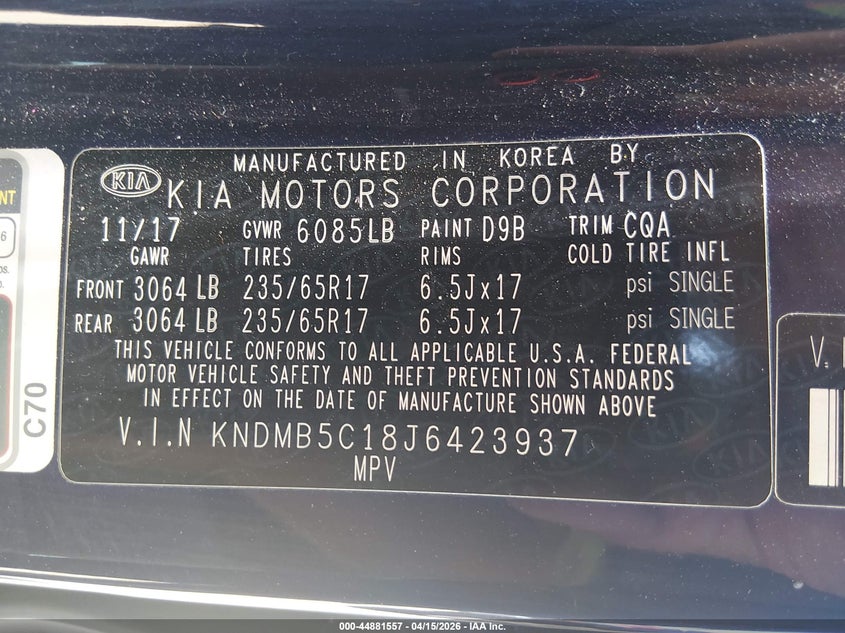 MANUFACTURED IN KOREA BY
KIA KIA MOTORS CORPORATION
11/17 GVWR 6085LB PAINT D9B TRIM CQA
GAWR TIRES RIMS COLD TIRE INFL
FRONT 3064 LB 235/65R17 6.5Jx17 psi SINGLE
REAR 3064 LB 235/65R17 6.5Jx17 psi SINGLE
THIS VEHICLE CONFORMS TO ALL APPLICABLE U.S.A. FEDERAL
MOTOR VEHICLE SAFETY AND THEFT PREVENTION STANDARDS
IN EFFECT ON THE DATE OF MANUFACTURE SHOWN ABOVE
V.I.N KNDMB5C18J6423937
MPV
C70
NT
6
V.
000-44881557 - 04/15/2026 - IAA Inc.